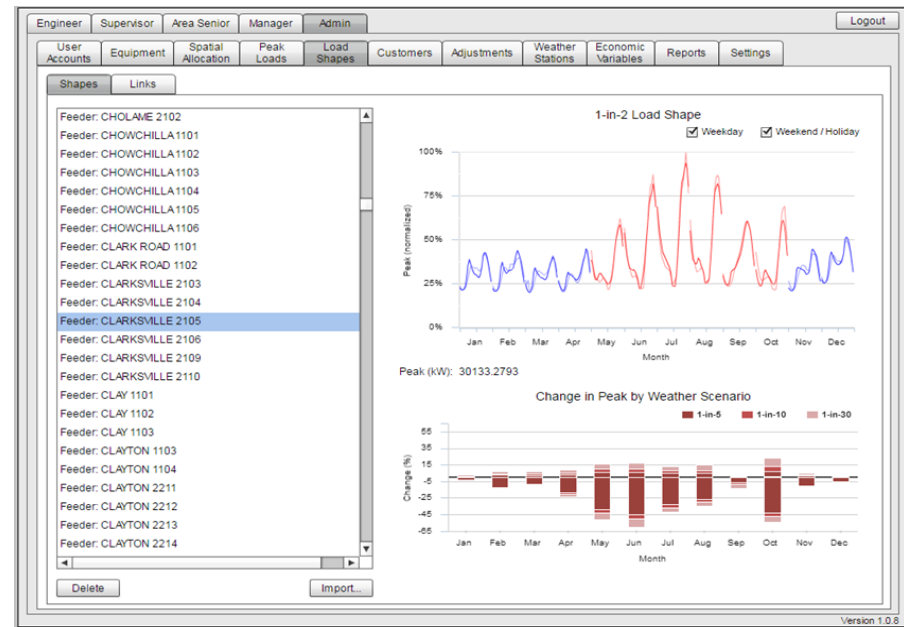 Engineer Supervisor Area Senior Manager Admin Logout
User Accounts Equipment Spatial Allocation Peak Loads Load Shapes Customers Adjustments Weather Stations Economic Variables Reports Settings
Shapes Links
Feeder: CHOLAME 2102
Feeder: CHOWCHILLA 1101
Feeder: CHOWCHILLA 1102
Feeder: CHOWCHILLA 1103
Feeder: CHOWCHILLA 1104
Feeder: CHOWCHILLA 1105
Feeder: CHOWCHILLA 1106
Feeder: CLARK ROAD 1101
Feeder: CLARK ROAD 1102
Feeder: CLARKSVILLE 2103
Feeder: CLARKSVILLE 2104
Feeder: CLARKSVILLE 2105
Feeder: CLARKSVILLE 2106
Feeder: CLARKSVILLE 2109
Feeder: CLARKSVILLE 2110
Feeder: CLAY 1101
Feeder: CLAY 1102
Feeder: CLAY 1103
Feeder: CLAYTON 1103
Feeder: CLAYTON 1104
Feeder: CLAYTON 2211
Feeder: CLAYTON 2212
Feeder: CLAYTON 2213
Feeder: CLAYTON 2214
Delete Import...
1-in-2 Load Shape
Weekday Weekend / Holiday
Peak (normalized)
100%
75%
50%
25%
0%
Jan Feb Mar Apr May Jun Jul Aug Sep Oct Nov Dec
Month
Peak (kW): 30133.2793
Change in Peak by Weather Scenario
1-in-5 1-in-10 1-in-30
Change (%)
55
35
15
-5
-25
-45
-65
Jan Feb Mar Apr May Jun Jul Aug Sep Oct Nov Dec
Month
Version 1.0.8